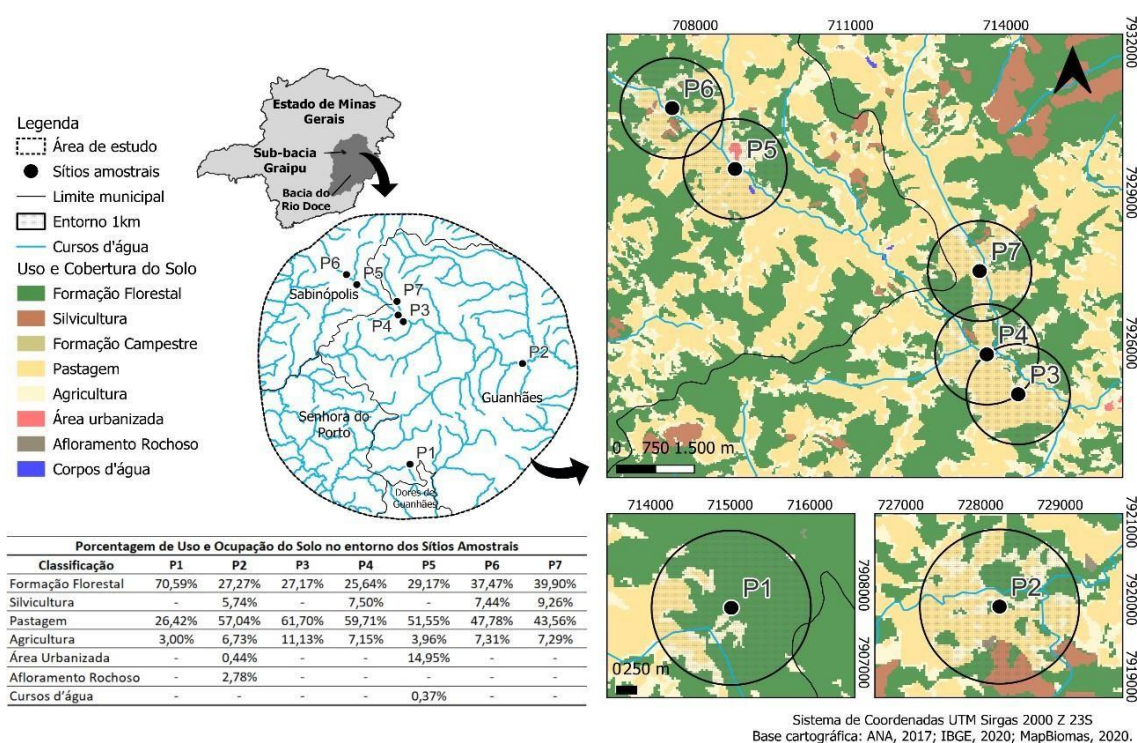 Legenda
Área de estudo
Sítios amostrais
Limite municipal
Entorno 1km
Cursos d'água
Uso e Cobertura do Solo
Formação Florestal
Silvicultura
Formação Campestre
Pastagem
Agricultura
Área urbanizada
Afloramento Rochoso
Corpos d'água
Estado de Minas
Gerais
Sub-bacia
Graipu
Bacia do
Rio Doce
P6
P5
Sabinópolis
P7
P3
P4
P2
Guanhães
Senhora do
Porto
P1
Dores de
Guanhães
708000 711000 714000
7932000
7929000
7926000
P6
P5
P7
P4
P3
0 750 1.500 m
714000 715000 716000
7908000
7907000
P1
0250 m
727000 728000 729000
7921000
7920000
7919000
P2
Porcentagem de Uso e Ocupação do Solo no entorno dos Sítios Amostrais
Classificação P1 P2 P3 P4 P5 P6 P7
Formação Florestal 70,59% 27,27% 27,17% 25,64% 29,17% 37,47% 39,90%
Silvicultura - 5,74% - 7,50% - 7,44% 9,26%
Pastagem 26,42% 57,04% 61,70% 59,71% 51,55% 47,78% 43,56%
Agricultura 3,00% 6,73% 11,13% 7,15% 3,96% 7,31% 7,29%
Área Urbanizada - 0,44% - - 14,95% - -
Afloramento Rochoso - 2,78% - - - - -
Cursos d'água - - - - 0,37% - -
Sistema de Coordenadas UTM Sirgas 2000 Z 23S
Base cartográfica: ANA, 2017; IBGE, 2020; MapBiomas, 2020.